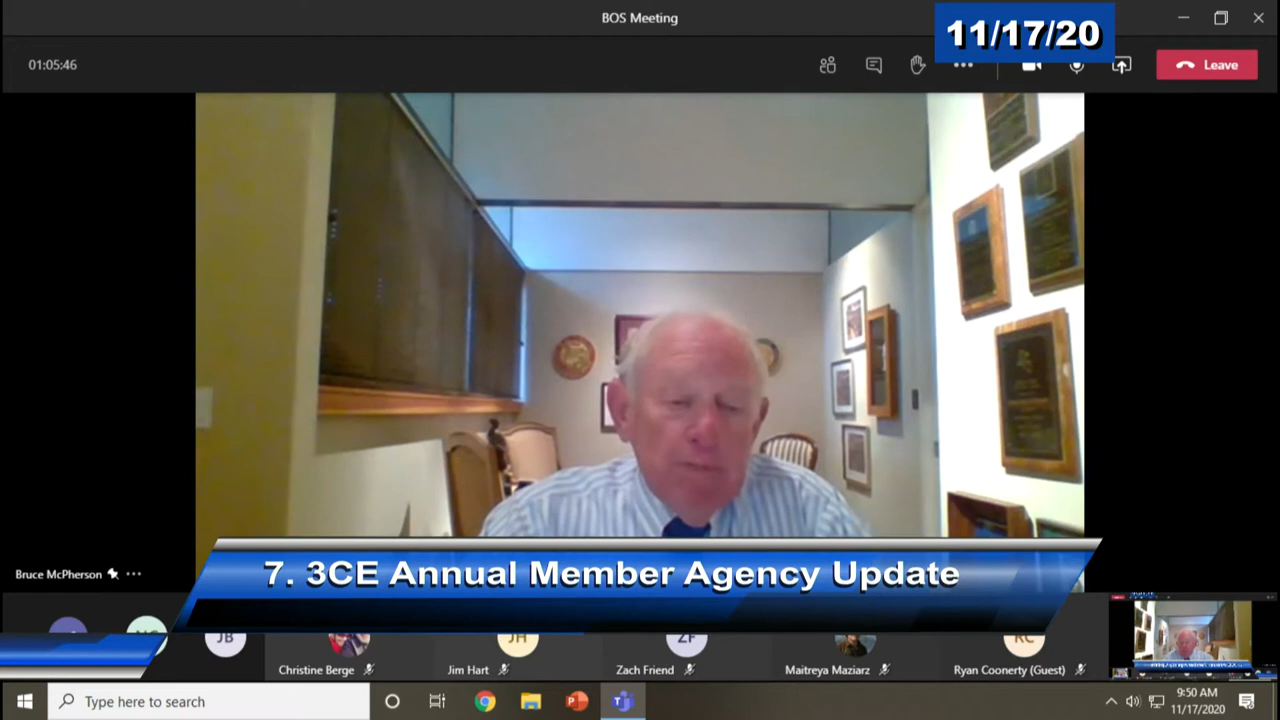 BOS Meeting
11/17/20
01:05:46
Leave
Bruce McPherson
7. 3CE Annual Member Agency Update
JB
JH
ZF
RC
Christine Berge
Jim Hart
Zach Friend
Maitreya Maziarz
Ryan Coonerty (Guest)
Type here to search
9:50 AM
11/17/2020